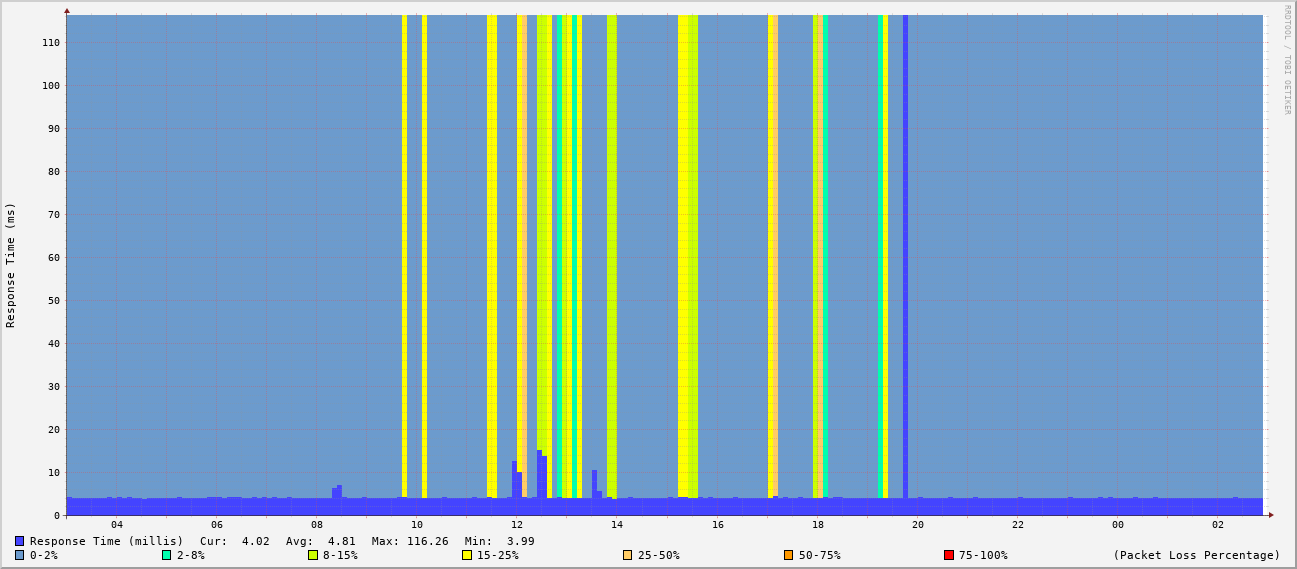 RRDTOOL / TOBI OETIKER
Response Time (ms)
110
100
90
80
70
60
50
40
30
20
10
0
04 06 08 10 12 14 16 18 20 22 00 02
Response Time (millis) Cur: 4.02 Avg: 4.81 Max: 116.26 Min: 3.99
0-2% 2-8% 8-15% 15-25% 25-50% 50-75% 75-100% (Packet Loss Percentage)